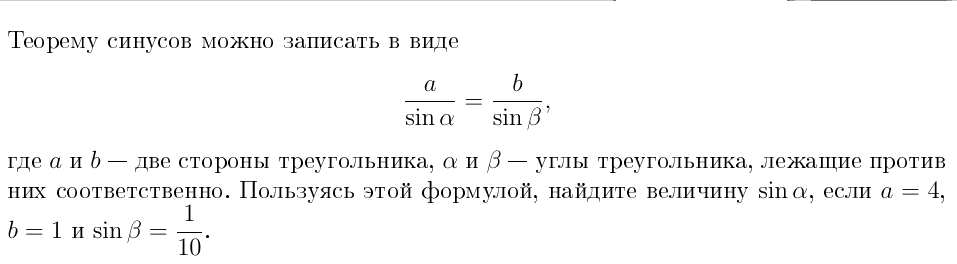 Теорему синусов можно записать в виде
a/sin α = b/sin β,
где a и b — две стороны треугольника, α и β — углы треугольника, лежащие против
них соответственно. Пользуясь этой формулой, найдите величину sin α, если a = 4,
b = 1 и sin β = 1/10.